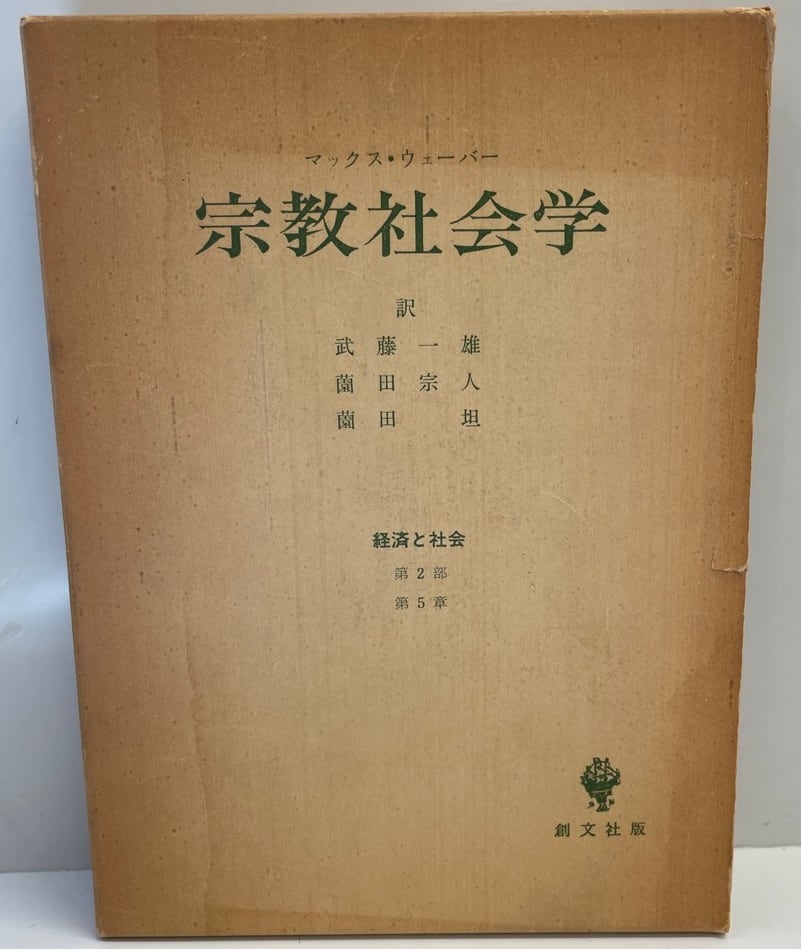 マックス・ウェーバー
宗教社会学
訳
武藤一雄
薗田宗人
薗田坦
経済と社会
第2部
第5章
創文社版